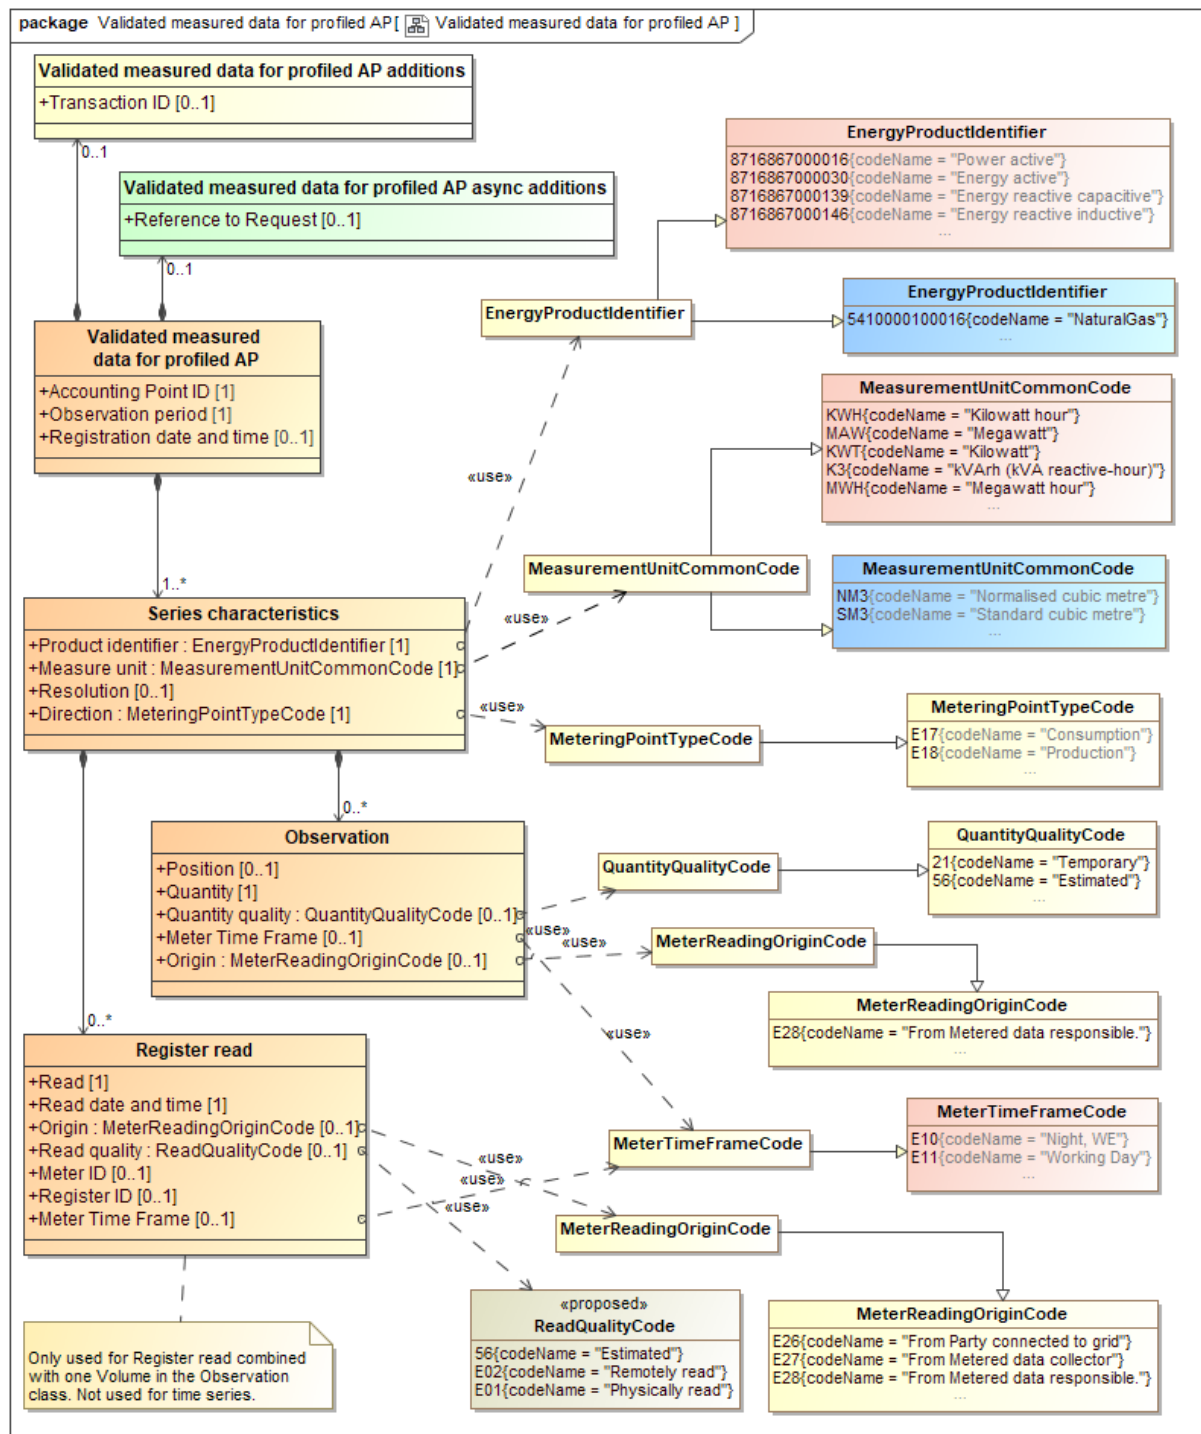 package Validated measured data for profiled AP[ Validated measured data for profiled AP ]
Validated measured data for profiled AP additions
+Transaction ID [0..1]
0..1
Validated measured data for profiled AP async additions
+Reference to Request [0..1]
0..1
Validated measured
data for profiled AP
+Accounting Point ID [1]
+Observation period [1]
+Registration date and time [0..1]
1..*
EnergyProductIdentifier
8716867000016{codeName = "Power active"}
8716867000030{codeName = "Energy active"}
8716867000139{codeName = "Energy reactive capacitive"}
8716867000146{codeName = "Energy reactive inductive"}
...
EnergyProductIdentifier
EnergyProductIdentifier
5410000100016{codeName = "NaturalGas"}
...
MeasurementUnitCommonCode
KWH{codeName = "Kilowatt hour"}
MAW{codeName = "Megawatt"}
KWT{codeName = "Kilowatt"}
K3{codeName = "kVArh (kVA reactive-hour)"}
MWH{codeName = "Megawatt hour"}
...
«use»
MeasurementUnitCommonCode
MeasurementUnitCommonCode
NM3{codeName = "Normalised cubic metre"}
SM3{codeName = "Standard cubic metre"}
...
«use»
Series characteristics
+Product identifier : EnergyProductIdentifier [1]
+Measure unit : MeasurementUnitCommonCode [1]
+Resolution [0..1]
+Direction : MeteringPointTypeCode [1]
«use»
MeteringPointTypeCode
MeteringPointTypeCode
E17{codeName = "Consumption"}
E18{codeName = "Production"}
...
0..*
Observation
+Position [0..1]
+Quantity [1]
+Quantity quality : QuantityQualityCode [0..1]
+Meter Time Frame [0..1]
+Origin : MeterReadingOriginCode [0..1]
QuantityQualityCode
QuantityQualityCode
21{codeName = "Temporary"}
56{codeName = "Estimated"}
...
«use»
«use»
MeterReadingOriginCode
MeterReadingOriginCode
E28{codeName = "From Metered data responsible."}
...
«use»
0..*
Register read
+Read [1]
+Read date and time [1]
+Origin : MeterReadingOriginCode [0..1]
+Read quality : ReadQualityCode [0..1]
+Meter ID [0..1]
+Register ID [0..1]
+Meter Time Frame [0..1]
MeterTimeFrameCode
MeterTimeFrameCode
E10{codeName = "Night, WE"}
E11{codeName = "Working Day"}
...
«use»
«use»
«use»
MeterReadingOriginCode
«proposed»
ReadQualityCode
56{codeName = "Estimated"}
E02{codeName = "Remotely read"}
E01{codeName = "Physically read"}
MeterReadingOriginCode
E26{codeName = "From Party connected to grid"}
E27{codeName = "From Metered data collector"}
E28{codeName = "From Metered data responsible."}
...
Only used for Register read combined
with one Volume in the Observation
class. Not used for time series.